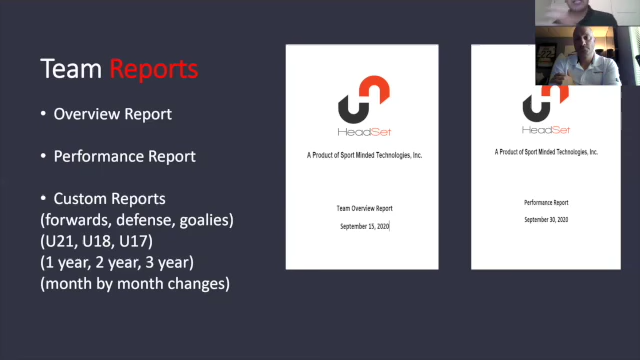 Team Reports
• Overview Report
• Performance Report
• Custom Reports
(forwards, defense, goalies)
(U21, U18, U17)
(1 year, 2 year, 3 year)
(month by month changes)
HeadSet
A Product of Sport Minded Technologies, Inc.
Team Overview Report
September 15, 2020
HeadSet
A Product of Sport Minded Technologies, Inc.
Performance Report
September 30, 2020